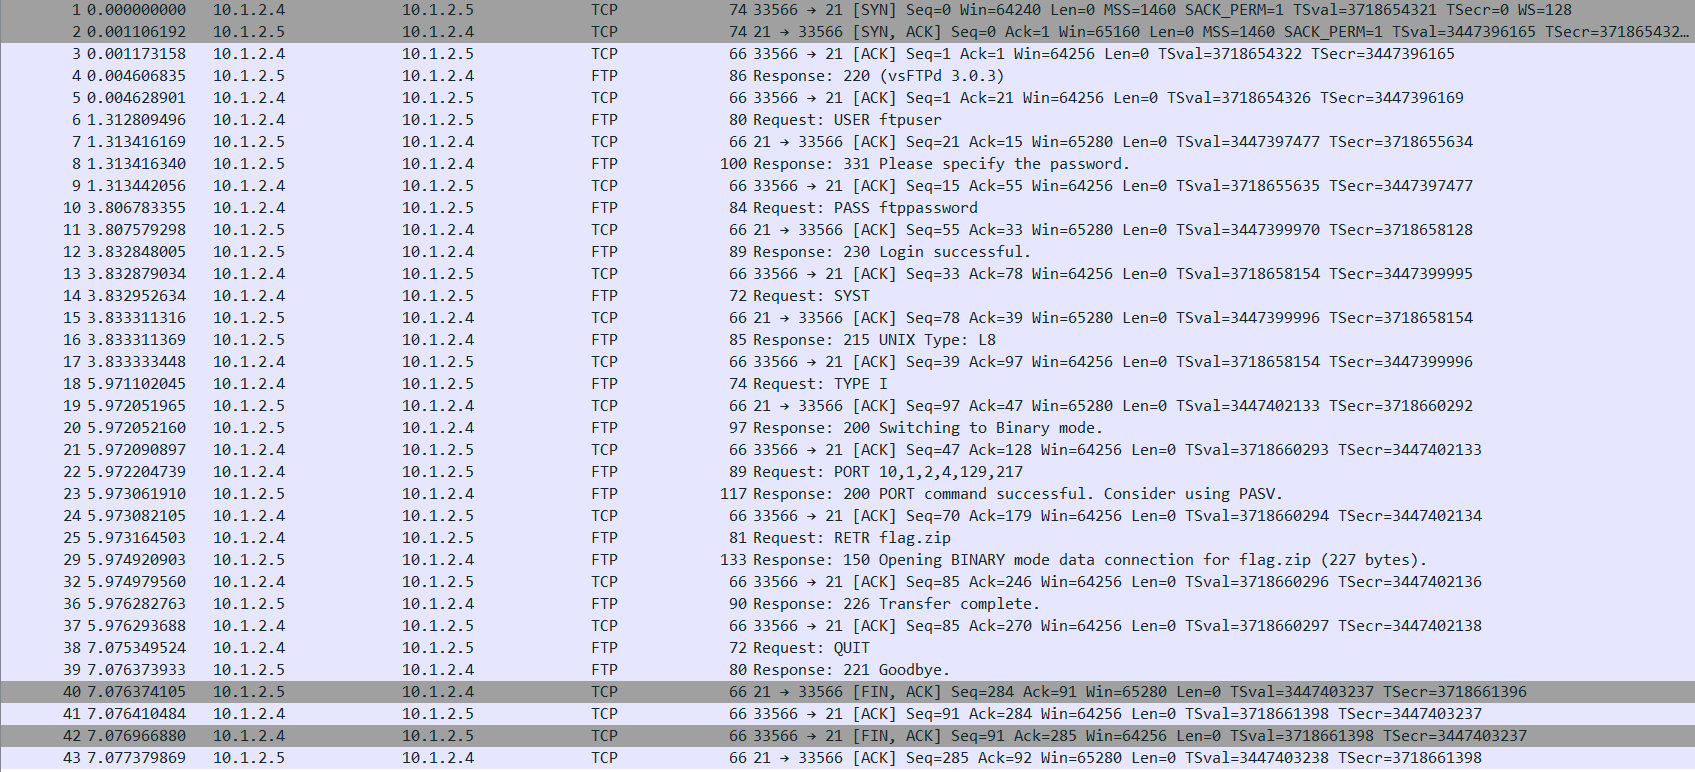 1 0.000000000 10.1.2.4 10.1.2.5 TCP 74 33566 → 21 [SYN] Seq=0 Win=64240 Len=0 MSS=1460 SACK_PERM=1 TSval=3718654321 TSecr=0 WS=128
2 0.001106192 10.1.2.5 10.1.2.4 TCP 74 21 → 33566 [SYN, ACK] Seq=0 Ack=1 Win=65160 Len=0 MSS=1460 SACK_PERM=1 TSval=3447396165 TSecr=371865432…
3 0.001173158 10.1.2.4 10.1.2.5 TCP 66 33566 → 21 [ACK] Seq=1 Ack=1 Win=64256 Len=0 TSval=3718654322 TSecr=3447396165
4 0.004606835 10.1.2.5 10.1.2.4 FTP 86 Response: 220 (vsFTPd 3.0.3)
5 0.004628901 10.1.2.4 10.1.2.5 TCP 66 33566 → 21 [ACK] Seq=1 Ack=21 Win=64256 Len=0 TSval=3718654326 TSecr=3447396169
6 1.312809496 10.1.2.4 10.1.2.5 FTP 80 Request: USER ftpuser
7 1.313416169 10.1.2.5 10.1.2.4 TCP 66 21 → 33566 [ACK] Seq=21 Ack=15 Win=65280 Len=0 TSval=3447397477 TSecr=3718655634
8 1.313416340 10.1.2.5 10.1.2.4 FTP 100 Response: 331 Please specify the password.
9 1.313442056 10.1.2.4 10.1.2.5 TCP 66 33566 → 21 [ACK] Seq=15 Ack=55 Win=64256 Len=0 TSval=3718655635 TSecr=3447397477
10 3.806783355 10.1.2.4 10.1.2.5 FTP 84 Request: PASS ftppassword
11 3.807579298 10.1.2.5 10.1.2.4 TCP 66 21 → 33566 [ACK] Seq=55 Ack=33 Win=65280 Len=0 TSval=3447399970 TSecr=3718658128
12 3.832848005 10.1.2.5 10.1.2.4 FTP 89 Response: 230 Login successful.
13 3.832879034 10.1.2.4 10.1.2.5 TCP 66 33566 → 21 [ACK] Seq=33 Ack=78 Win=64256 Len=0 TSval=3718658154 TSecr=3447399995
14 3.832952634 10.1.2.4 10.1.2.5 FTP 72 Request: SYST
15 3.833311316 10.1.2.5 10.1.2.4 TCP 66 21 → 33566 [ACK] Seq=78 Ack=39 Win=65280 Len=0 TSval=3447399996 TSecr=3718658154
16 3.833311369 10.1.2.5 10.1.2.4 FTP 85 Response: 215 UNIX Type: L8
17 3.833333448 10.1.2.4 10.1.2.5 TCP 66 33566 → 21 [ACK] Seq=39 Ack=97 Win=64256 Len=0 TSval=3718658154 TSecr=3447399996
18 5.971102045 10.1.2.4 10.1.2.5 FTP 74 Request: TYPE I
19 5.972051965 10.1.2.5 10.1.2.4 TCP 66 21 → 33566 [ACK] Seq=97 Ack=47 Win=65280 Len=0 TSval=3447402133 TSecr=3718660292
20 5.972052160 10.1.2.5 10.1.2.4 FTP 97 Response: 200 Switching to Binary mode.
21 5.972090897 10.1.2.4 10.1.2.5 TCP 66 33566 → 21 [ACK] Seq=47 Ack=128 Win=64256 Len=0 TSval=3718660293 TSecr=3447402133
22 5.972204739 10.1.2.4 10.1.2.5 FTP 89 Request: PORT 10,1,2,4,129,217
23 5.973061910 10.1.2.5 10.1.2.4 FTP 117 Response: 200 PORT command successful. Consider using PASV.
24 5.973082105 10.1.2.4 10.1.2.5 TCP 66 33566 → 21 [ACK] Seq=70 Ack=179 Win=64256 Len=0 TSval=3718660294 TSecr=3447402134
25 5.973164503 10.1.2.4 10.1.2.5 FTP 81 Request: RETR flag.zip
29 5.974920903 10.1.2.5 10.1.2.4 FTP 133 Response: 150 Opening BINARY mode data connection for flag.zip (227 bytes).
32 5.974979560 10.1.2.4 10.1.2.5 TCP 66 33566 → 21 [ACK] Seq=85 Ack=246 Win=64256 Len=0 TSval=3718660296 TSecr=3447402136
36 5.976282763 10.1.2.5 10.1.2.4 FTP 90 Response: 226 Transfer complete.
37 5.976293688 10.1.2.4 10.1.2.5 TCP 66 33566 → 21 [ACK] Seq=85 Ack=270 Win=64256 Len=0 TSval=3718660297 TSecr=3447402138
38 7.075349524 10.1.2.4 10.1.2.5 FTP 72 Request: QUIT
39 7.076373933 10.1.2.5 10.1.2.4 FTP 80 Response: 221 Goodbye.
40 7.076374105 10.1.2.5 10.1.2.4 TCP 66 21 → 33566 [FIN, ACK] Seq=284 Ack=91 Win=65280 Len=0 TSval=3447403237 TSecr=3718661396
41 7.076410484 10.1.2.4 10.1.2.5 TCP 66 33566 → 21 [ACK] Seq=91 Ack=284 Win=64256 Len=0 TSval=3718661398 TSecr=3447403237
42 7.076966880 10.1.2.4 10.1.2.5 TCP 66 33566 → 21 [FIN, ACK] Seq=91 Ack=285 Win=64256 Len=0 TSval=3718661398 TSecr=3447403237
43 7.077379869 10.1.2.5 10.1.2.4 TCP 66 21 → 33566 [ACK] Seq=285 Ack=92 Win=65280 Len=0 TSval=3447403238 TSecr=3718661398